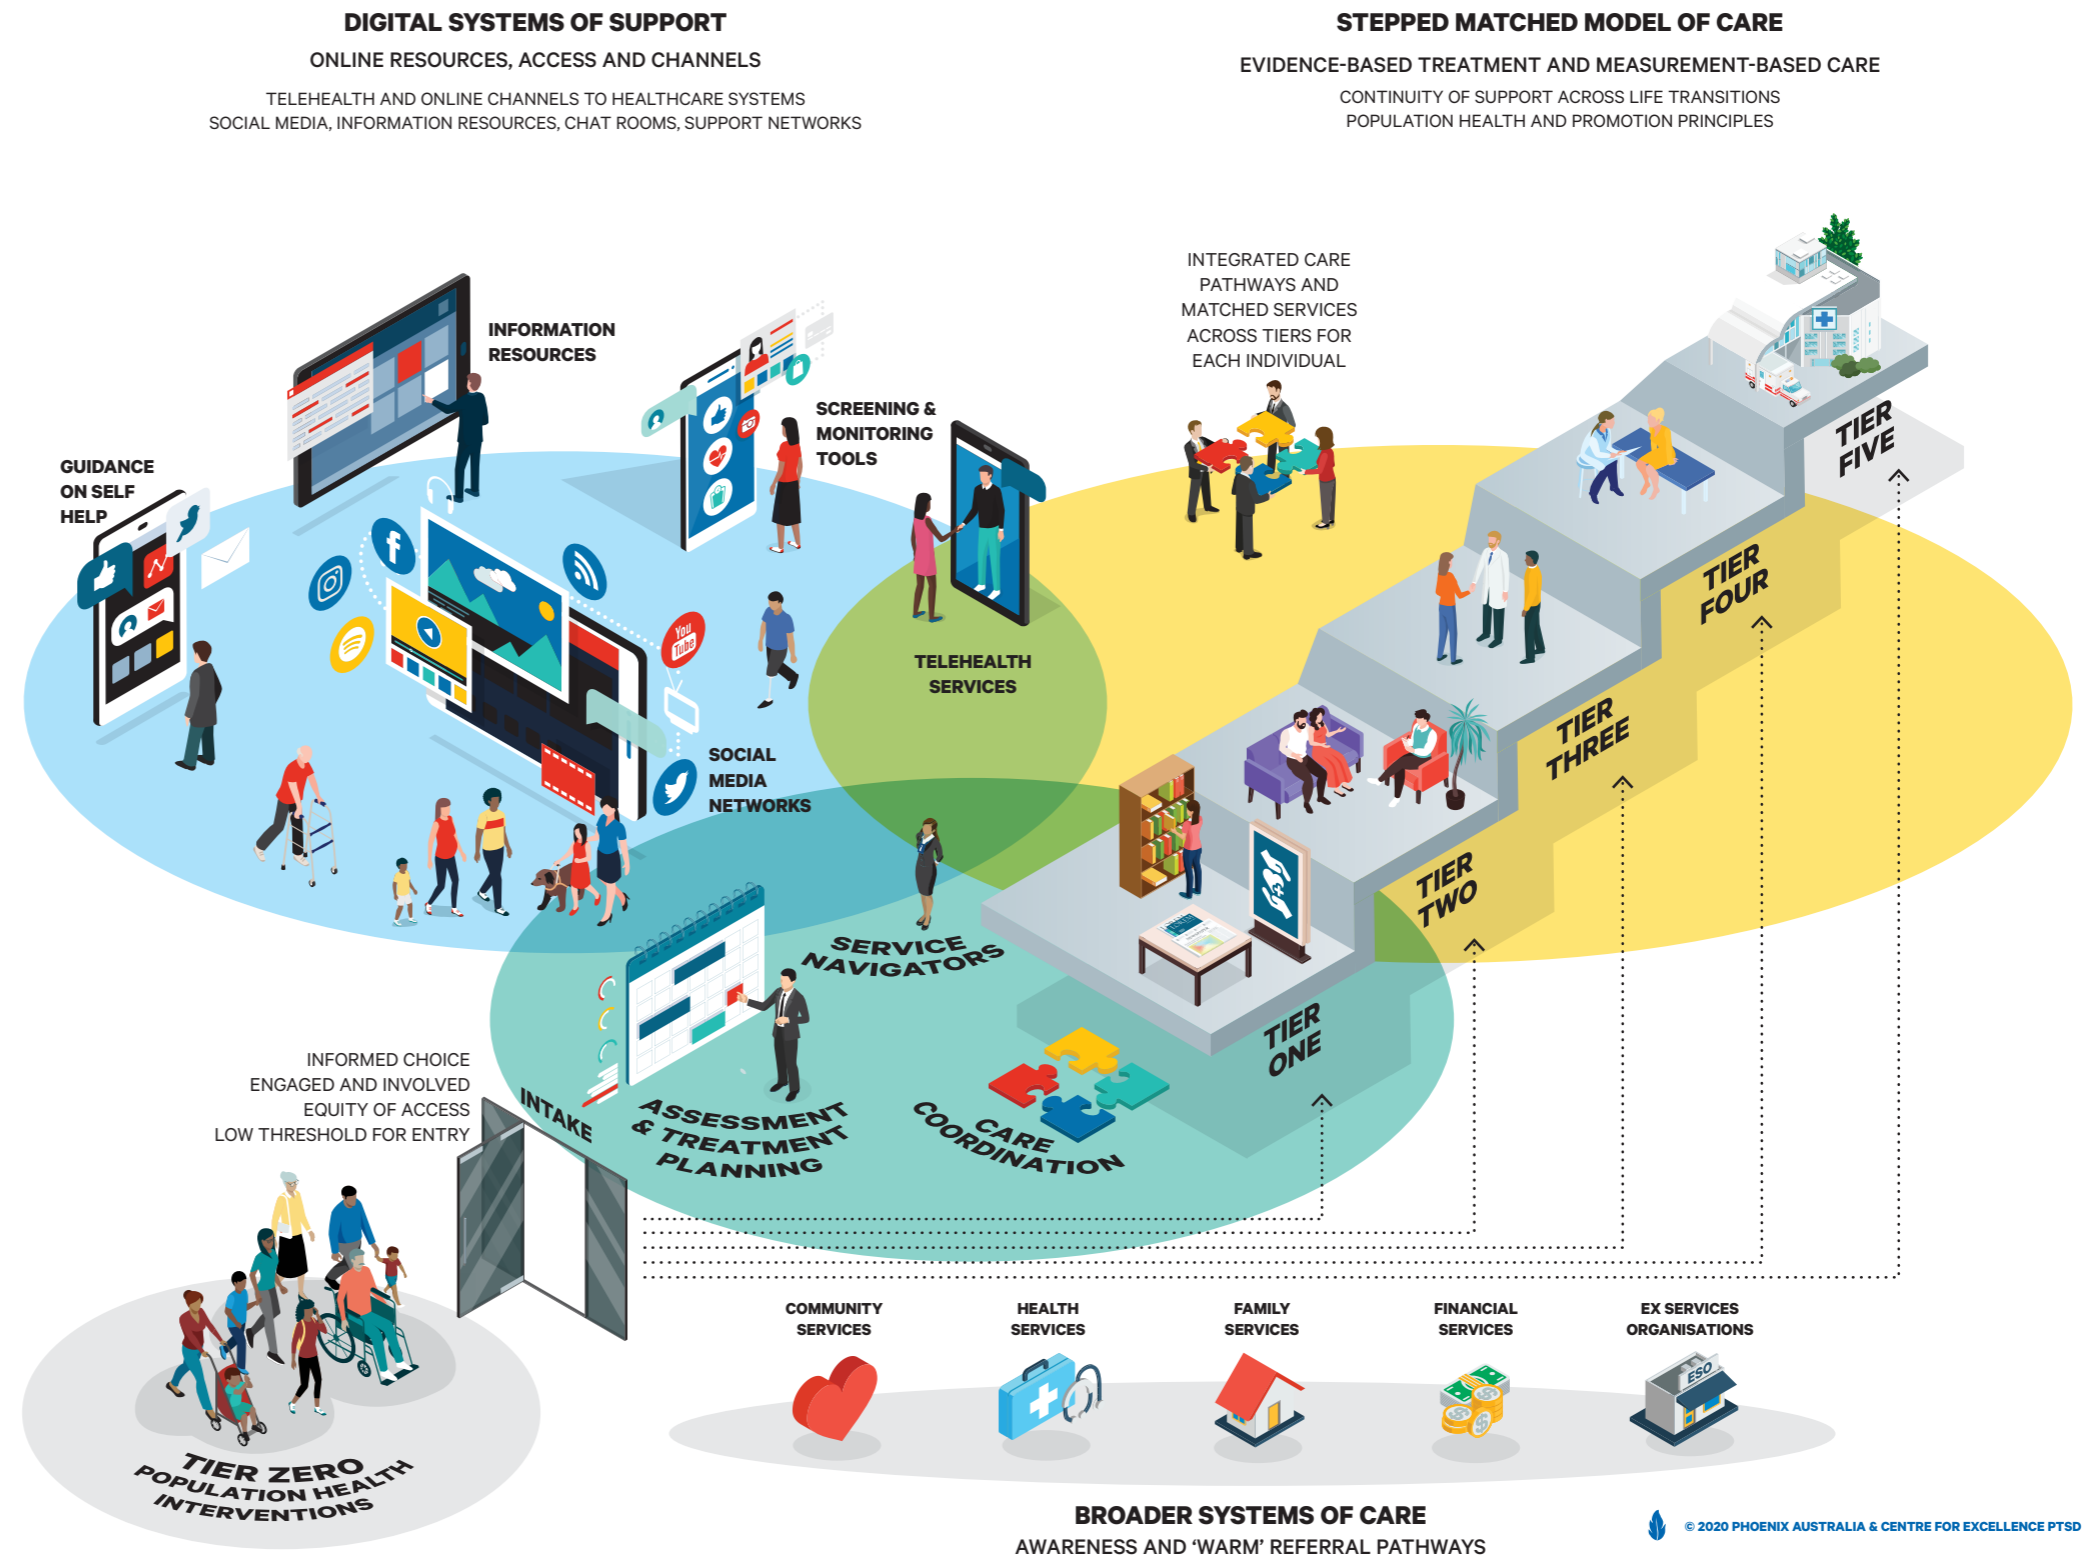 DIGITAL SYSTEMS OF SUPPORT
ONLINE RESOURCES, ACCESS AND CHANNELS
TELEHEALTH AND ONLINE CHANNELS TO HEALTHCARE SYSTEMS
SOCIAL MEDIA, INFORMATION RESOURCES, CHAT ROOMS, SUPPORT NETWORKS
STEPPED MATCHED MODEL OF CARE
EVIDENCE-BASED TREATMENT AND MEASUREMENT-BASED CARE
CONTINUITY OF SUPPORT ACROSS LIFE TRANSITIONS
POPULATION HEALTH AND PROMOTION PRINCIPLES
INTEGRATED CARE
PATHWAYS AND
MATCHED SERVICES
ACROSS TIERS FOR
EACH INDIVIDUAL
INFORMATION
RESOURCES
SCREENING &
MONITORING
TOOLS
GUIDANCE
ON SELF
HELP
You
Tube
TELEHEALTH
SERVICES
SOCIAL
MEDIA
NETWORKS
TIER
FIVE
TIER
FOUR
TIER
THREE
TIER
TWO
TIER
ONE
SERVICE
NAVIGATORS
INFORMED CHOICE
ENGAGED AND INVOLVED
EQUITY OF ACCESS
LOW THRESHOLD FOR ENTRY
INTAKE
ASSESSMENT
& TREATMENT
PLANNING
CARE
COORDINATION
TIER ZERO
POPULATION HEALTH
INTERVENTIONS
COMMUNITY
SERVICES
HEALTH
SERVICES
FAMILY
SERVICES
FINANCIAL
SERVICES
EX SERVICES
ORGANISATIONS
ESO
BROADER SYSTEMS OF CARE
AWARENESS AND ‘WARM’ REFERRAL PATHWAYS
© 2020 PHOENIX AUSTRALIA & CENTRE FOR EXCELLENCE PTSD